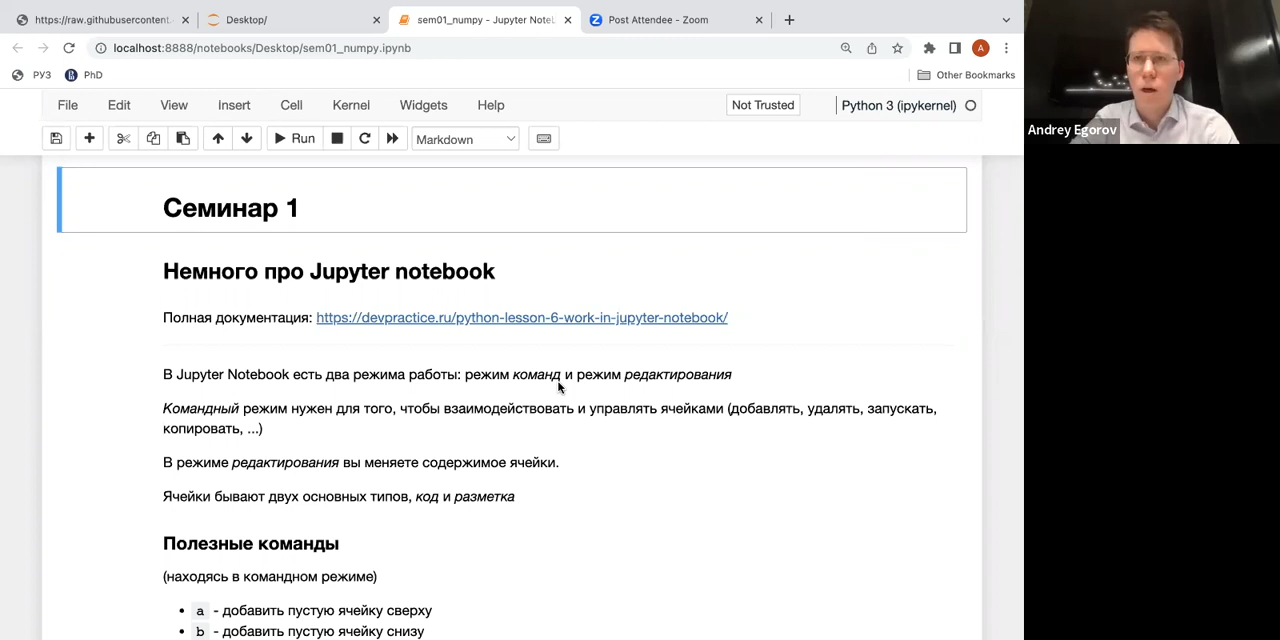 https://raw.githubusercontent.
Desktop/
sem01_numpy - Jupyter Notel
Post Attendee - Zoom
localhost:8888/notebooks/Desktop/sem01_numpy.ipynb
A
РУЗ
PhD
Other Bookmarks
File Edit View Insert Cell Kernel Widgets Help
Not Trusted
Python 3 (ipykernel)
Run
Markdown
Andrey Egorov
Семинар 1
Немного про Jupyter notebook
Полная документация: https://devpractice.ru/python-lesson-6-work-in-jupyter-notebook/
В Jupyter Notebook есть два режима работы: режим команд и режим редактирования
Командный режим нужен для того, чтобы взаимодействовать и управлять ячейками (добавлять, удалять, запускать,
копировать, ...)
В режиме редактирования вы меняете содержимое ячейки.
Ячейки бывают двух основных типов, код и разметка
Полезные команды
(находясь в командном режиме)
• a - добавить пустую ячейку сверху
• b - добавить пустую ячейку снизу